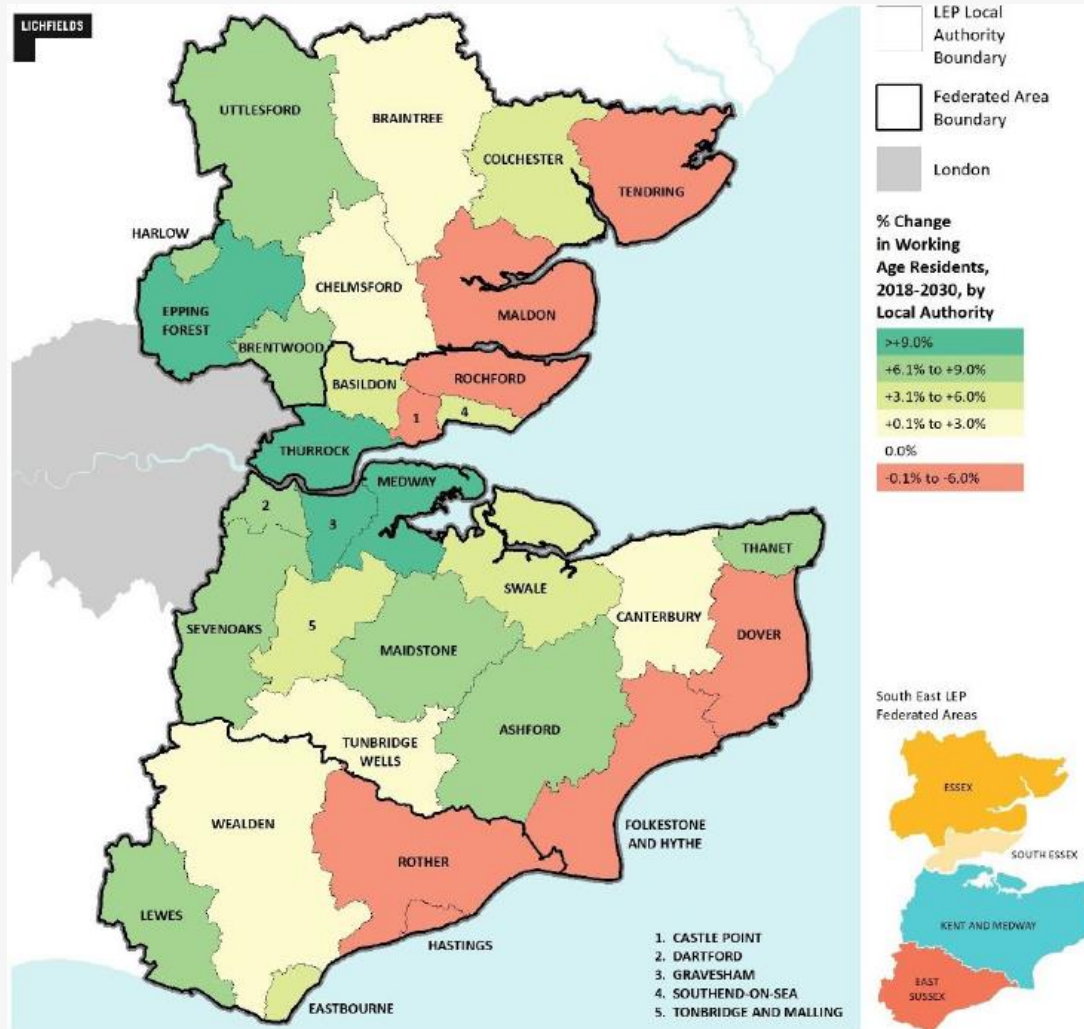 LICHFIELDS
UTTLESFORD
BRAINTREE
COLCHESTER
TENDRING
HARLOW
EPPING
FOREST
CHELMSFORD
MALDON
BRENTWOOD
BASILDON
ROCHFORD
1
4
THURROCK
MEDWAY
2
3
THANET
SWALE
CANTERBURY
SEVENOAKS
5
MAIDSTONE
DOVER
ASHFORD
TUNBRIDGE
WELLS
WEALDEN
FOLKESTONE
AND HYTHE
ROTHER
LEWES
HASTINGS
EASTBOURNE
1. CASTLE POINT
2. DARTFORD
3. GRAVESHAM
4. SOUTHEND-ON-SEA
5. TONBRIDGE AND MALLING
LEP Local
Authority
Boundary
Federated Area
Boundary
London
% Change
in Working
Age Residents,
2018-2030, by
Local Authority
>+9.0%
+6.1% to +9.0%
+3.1% to +6.0%
+0.1% to +3.0%
0.0%
-0.1% to -6.0%
South East LEP
Federated Areas
ESSEX
SOUTH ESSEX
KENT AND MEDWAY
EAST
SUSSEX